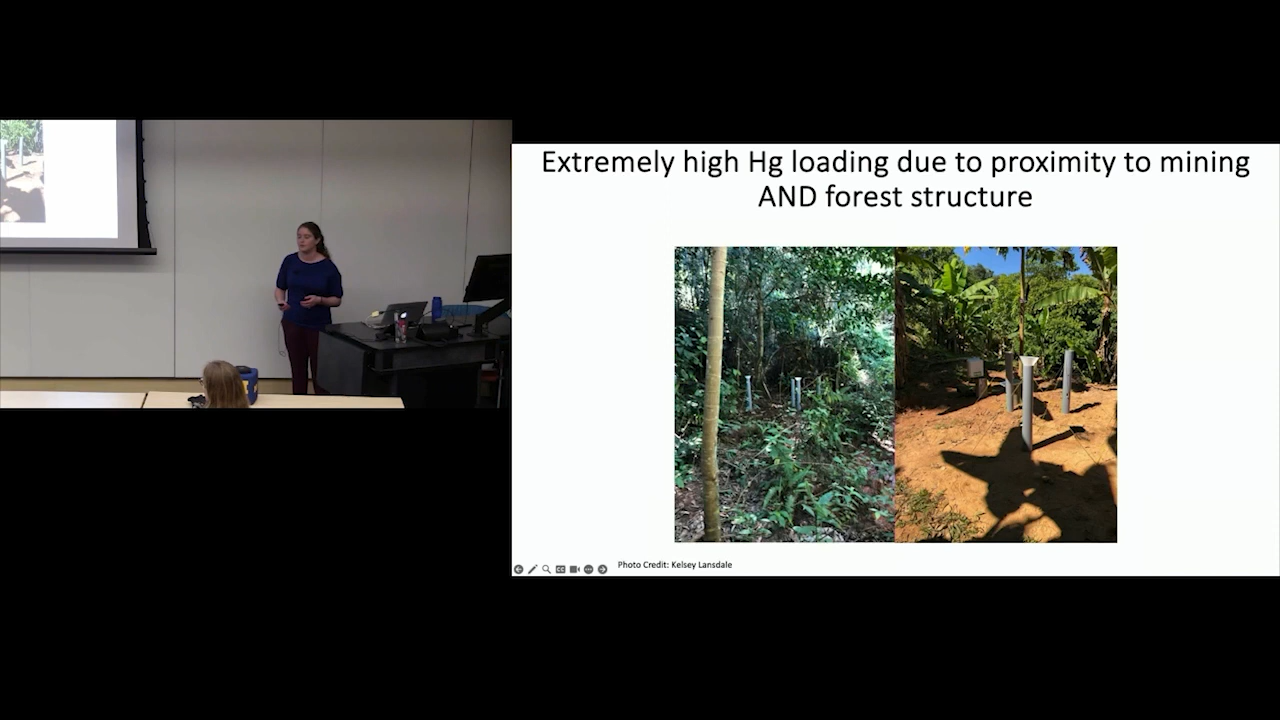 Extremely high Hg loading due to proximity to mining
AND forest structure
Photo Credit: Kelsey Lansdale